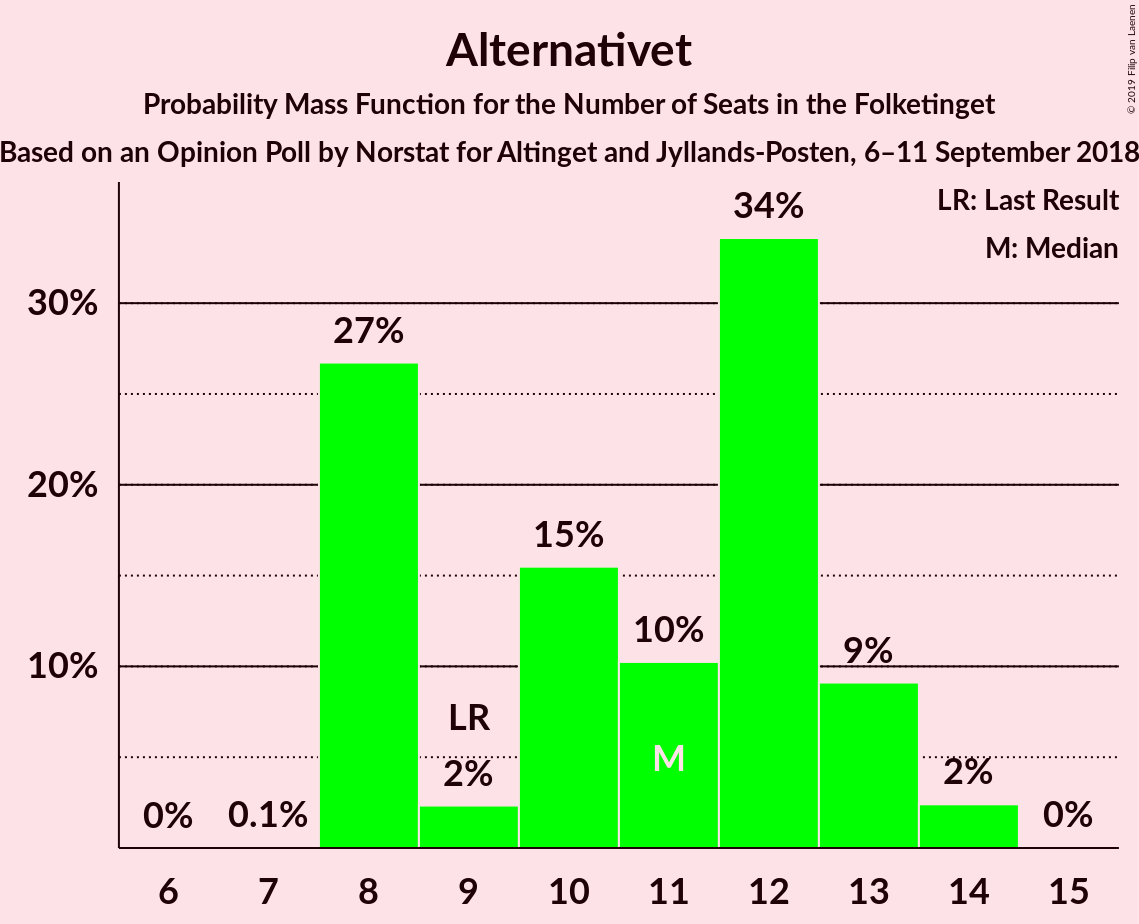 Alternativet
Probability Mass Function for the Number of Seats in the Folketinget
Based on an Opinion Poll by Norstat for Altinget and Jyllands-Posten, 6–11 September 2018
© 2019 Filip van Laenen
LR: Last Result
M: Median
34%
30%
27%
20%
15%
10%
10%
9%
LR
M
2%
2%
0%
0.1%
0%
6 7 8 9 10 11 12 13 14 15